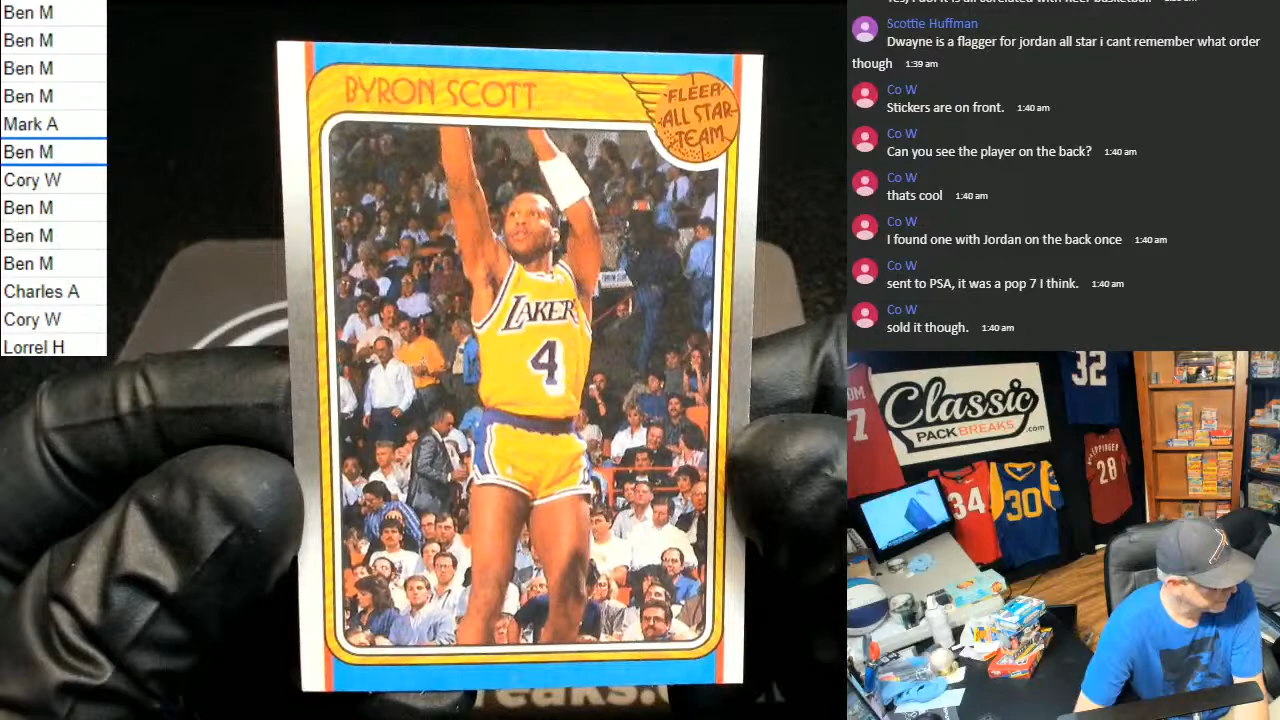 Ben M
Ben M
Ben M
Ben M
Mark A
Ben M
Cory W
Ben M
Ben M
Ben M
Charles A
Cory W
Lorrel H
BYRON SCOTT
FLEER
ALL STAR
TEAM
LAKERS
4
Scottie Huffman
Dwayne is a flagger for jordan all star i cant remember what order
though 1:39 am
Co W
Stickers are on front. 1:40 am
Co W
Can you see the player on the back? 1:40 am
Co W
thats cool 1:40 am
Co W
I found one with Jordan on the back once 1:40 am
Co W
sent to PSA, it was a pop 7 I think. 1:40 am
Co W
sold it though. 1:40 am
Classic
PACK BREAKS.com
7
32
34
30
28